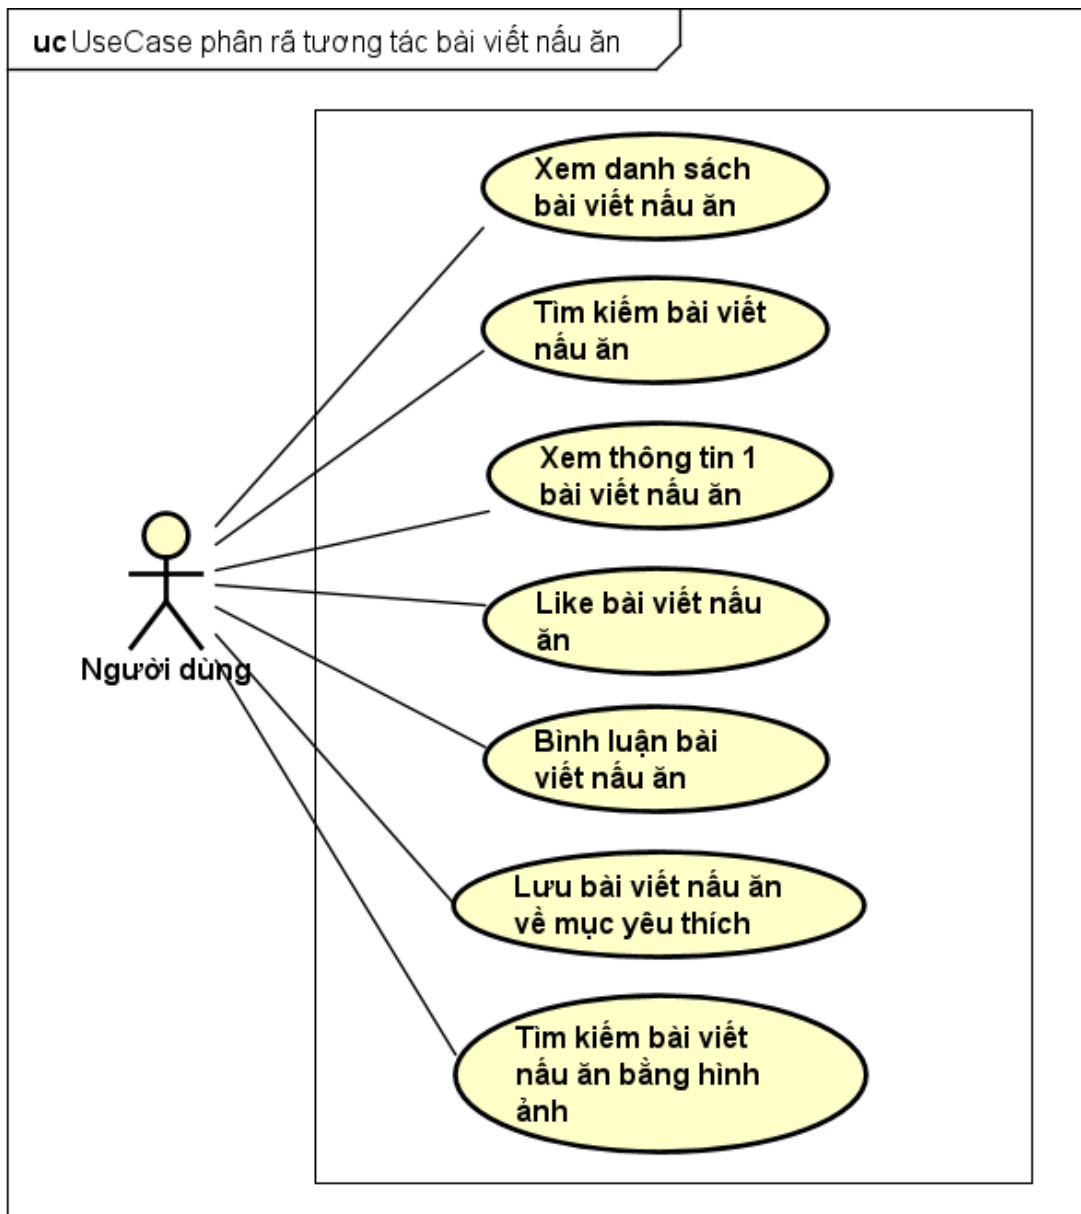 uc UseCase phân rã tương tác bài viết nấu ăn
Xem danh sách
bài viết nấu ăn
Tìm kiếm bài viết
nấu ăn
Xem thông tin 1
bài viết nấu ăn
Like bài viết nấu
ăn
Người dùng
Bình luận bài
viết nấu ăn
Lưu bài viết nấu ăn
về mục yêu thích
Tìm kiếm bài viết
nấu ăn bằng hình
ảnh